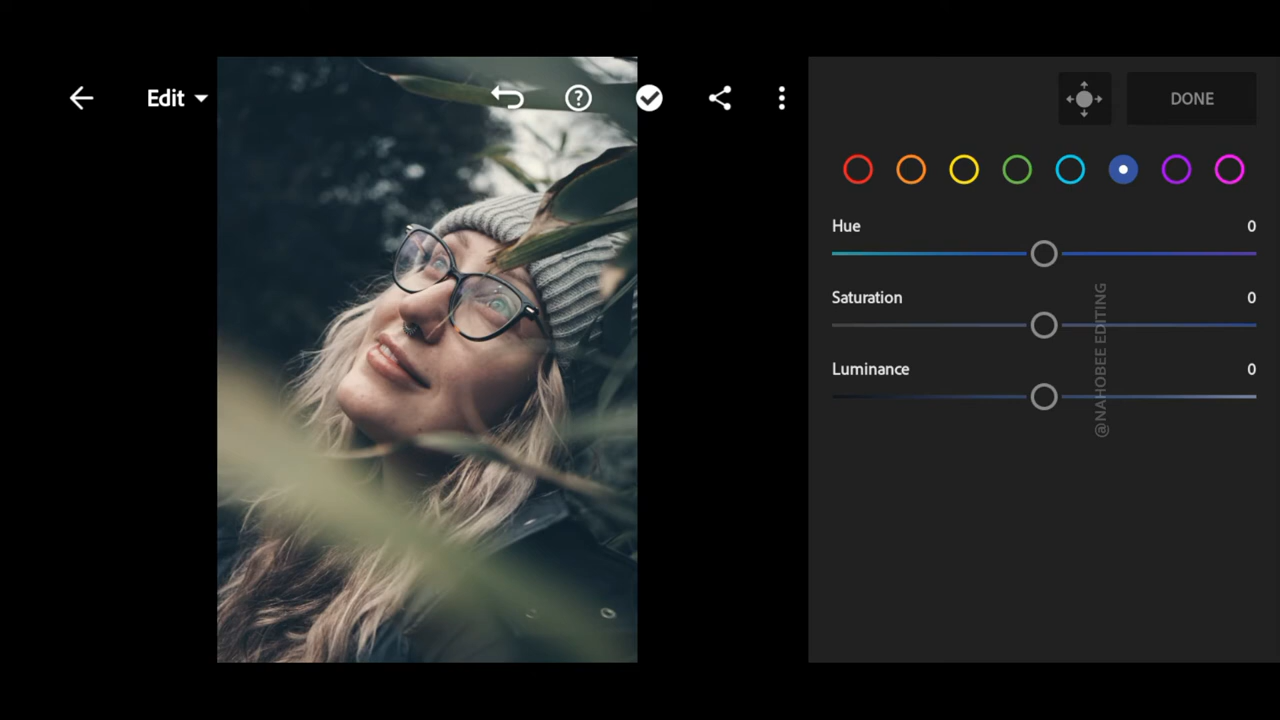 Edit
DONE
Hue
0
Saturation
0
Luminance
0
@NAHOBEE EDITING